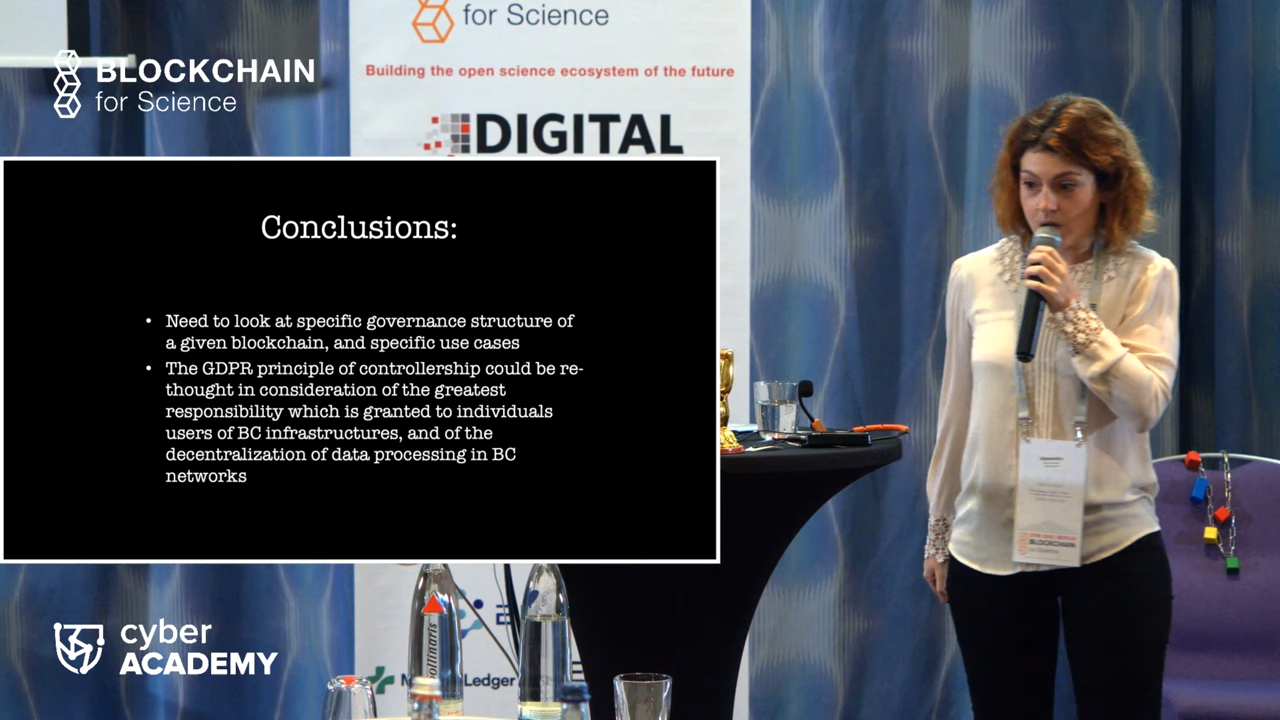 for Science
Building the open science ecosystem of the future
DIGITAL
BLOCKCHAIN
for Science
Conclusions:
• Need to look at specific governance structure of
a given blockchain, and specific use cases
• The GDPR principle of controllership could be re-
thought in consideration of the greatest
responsibility which is granted to individuals
users of BC infrastructures, and of the
decentralization of data processing in BC
networks
BLOCKCHAIN
for Science
cyber
ACADEMY
Ledger